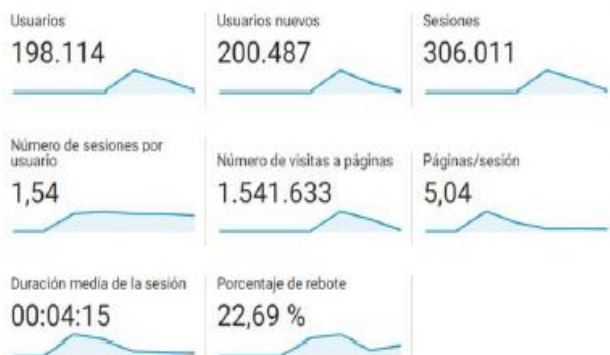 Usuarios
198.114
Usuarios nuevos
200.487
Sesiones
306.011
Número de sesiones por
usuario
1,54
Número de visitas a páginas
1.541.633
Páginas/sesión
5,04
Duración media de la sesión
00:04:15
Porcentaje de rebote
22,69 %